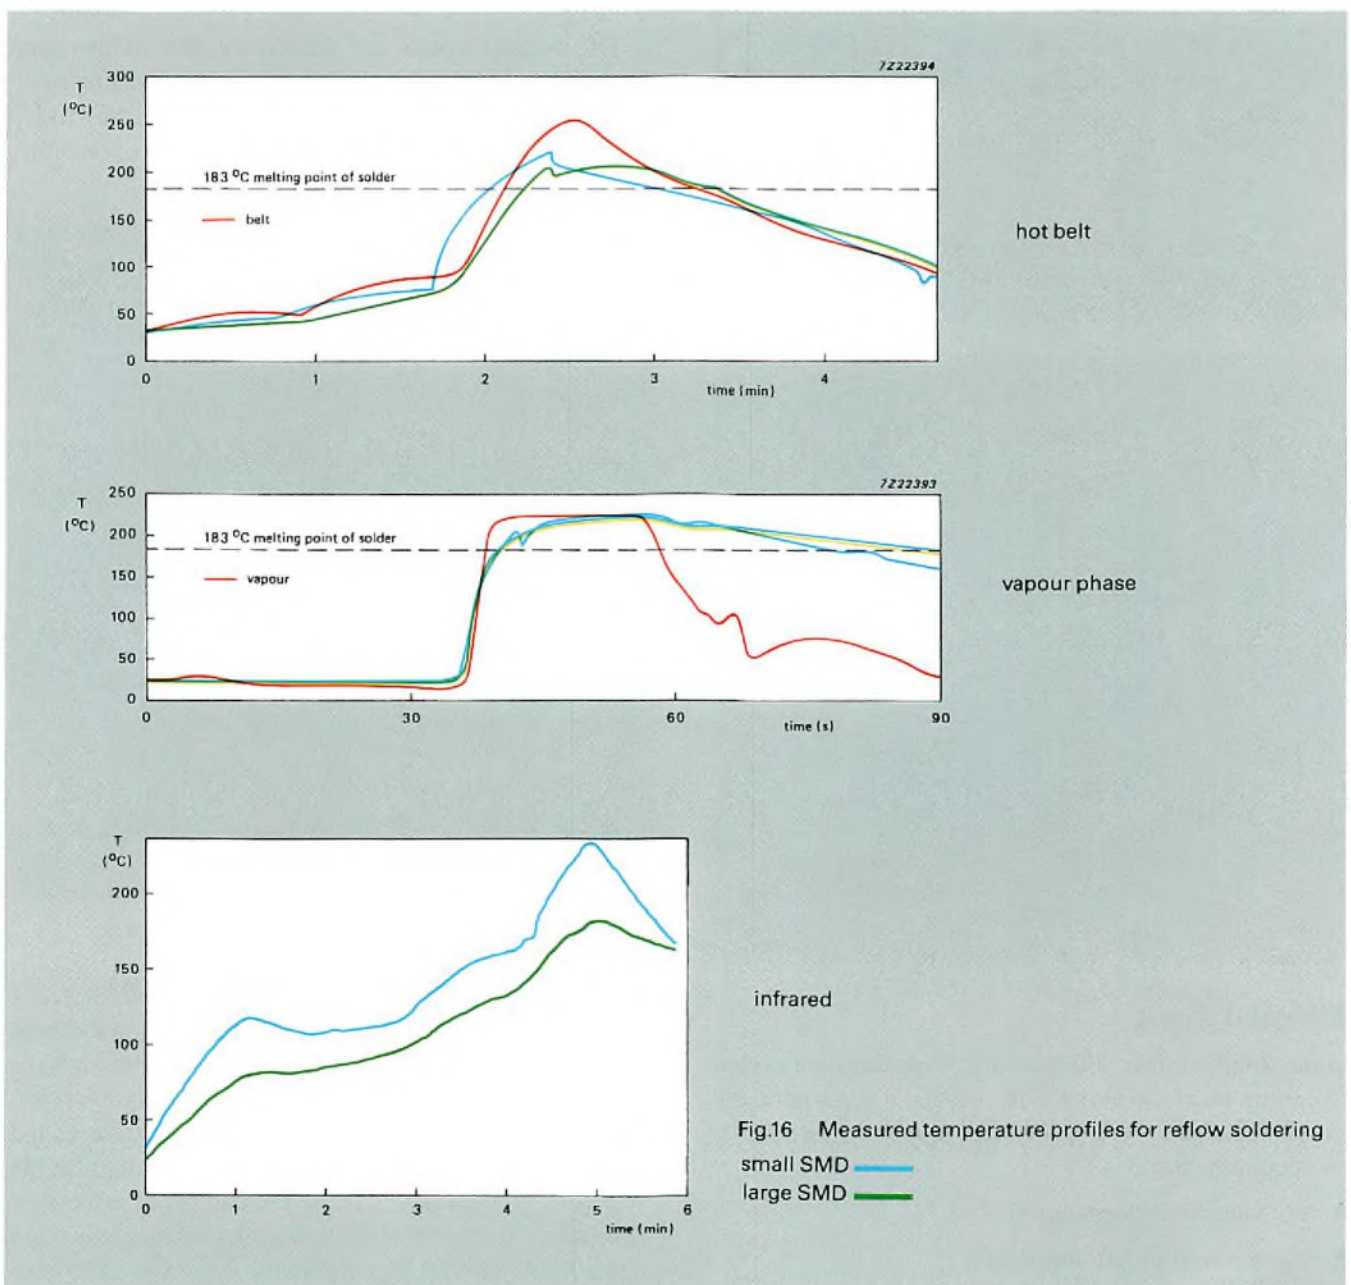 7Z22394
T
(°C)
300
250
200
150
100
50
0
183 °C melting point of solder
belt
0 1 2 3 4
time (min)
hot belt
7Z22393
T
(°C)
250
200
150
100
50
0
183 °C melting point of solder
vapour
0 30 60 90
time (s)
vapour phase
T
(°C)
200
150
100
50
0
0 1 2 3 4 5 6
time (min)
infrared
Fig.16 Measured temperature profiles for reflow soldering
small SMD
large SMD